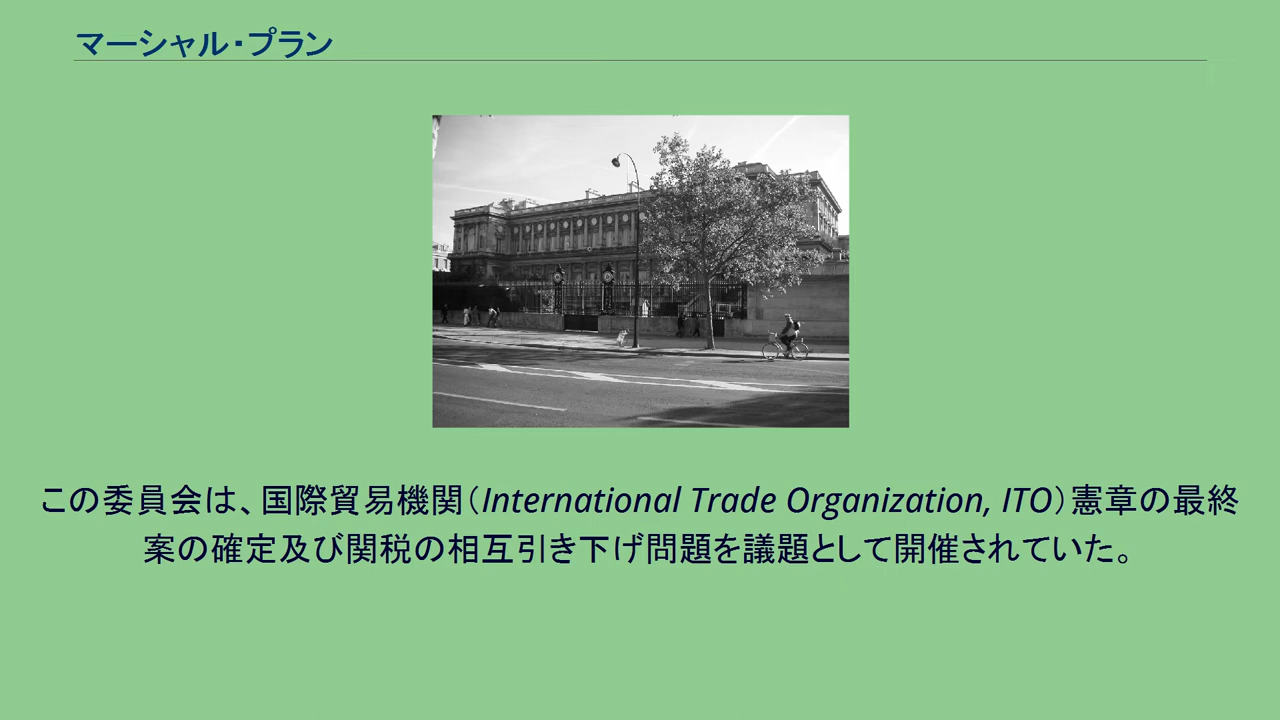 マーシャル・プラン
この委員会は、国際貿易機関（International Trade Organization, ITO）憲章の最終
案の確定及び関税の相互引き下げ問題を議題として開催されていた。